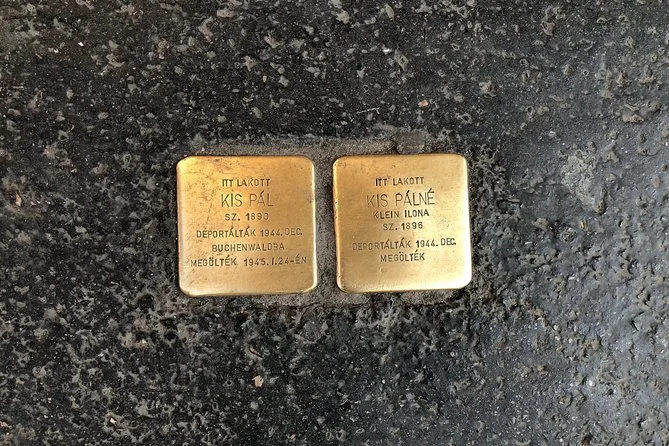 ITT LAKOTT
KIS PÁL
SZ. 1890
DEPORTÁLTÁK 1944. DEC.
BUCHENWALDBA
MEGÖLTÉK 1945. I. 24-ÉN
ITT LAKOTT
KIS PÁLNÉ
KLEIN ILONA
SZ. 1896
DEPORTÁLTÁK 1944. DEC.
MEGÖLTÉK